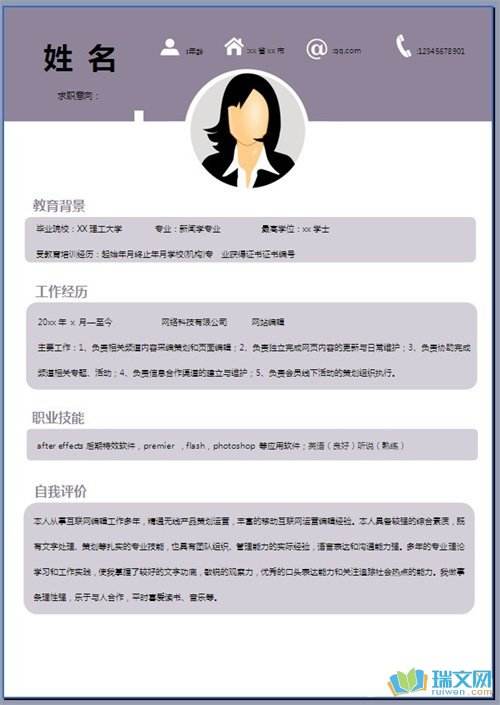 姓 名
x年龄 xx 省 xx 市 qq.com :12345678901
求职意向：
教育背景
毕业院校：XX 理工大学 专业：新闻学专业 最高学位：xx 学士
受教育培训经历：起始年月终止年月学校(机构)专 业获得证书证书编号
工作经历
20xx 年 x 月—至今 网络科技有限公司 网站编辑
主要工作：1、负责相关频道内容采编策划和页面编辑；2、负责独立完成网页内容的更新与日常维护；3、负责协助完成
频道相关专题、活动；4、负责信息合作渠道的建立与维护；5、负责会员线下活动的策划组织执行。
职业技能
after effects 后期特效软件，premier ，flash，photoshop 等应用软件；英语（良好）听说（熟练）
自我评价
本人从事互联网编辑工作多年，精通无线产品策划运营，丰富的移动互联网运营编辑经验。本人具备较强的综合素质，既
有文字处理、策划等扎实的专业技能，也具有团队组织、管理能力的实际经验，语言表达和沟通能力强。多年的专业理论
学习和工作实践，使我掌握了较好的文字功底，敏锐的观察力，优秀的口头表达能力和关注追踪社会热点的能力。我做事
条理性强，乐于与人合作，平时喜爱读书、音乐等。
瑞文网
ruiwen.com